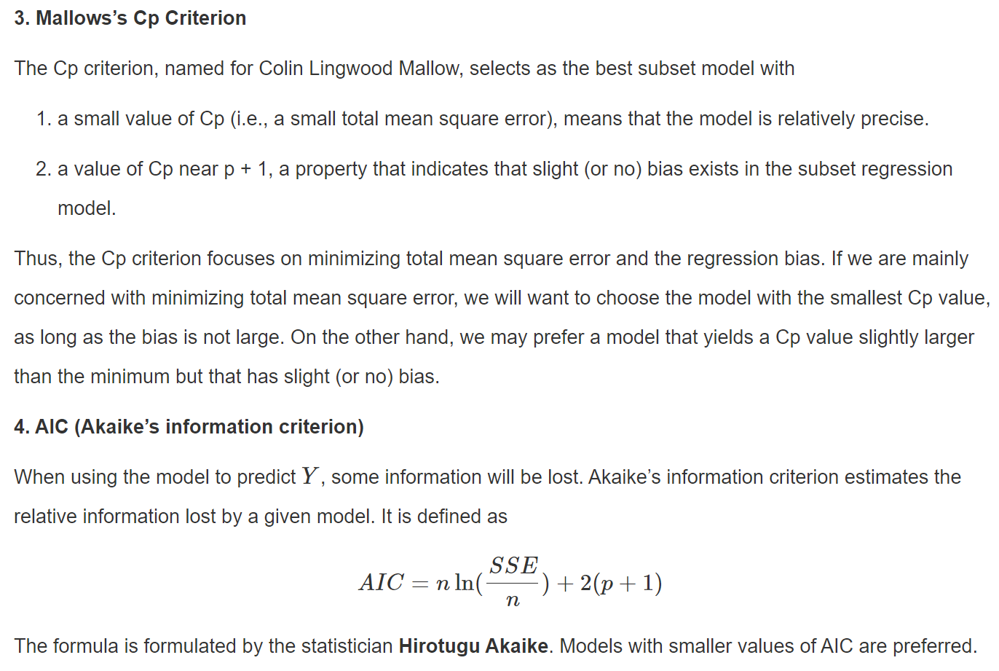 3. Mallows’s Cp Criterion
The Cp criterion, named for Colin Lingwood Mallow, selects as the best subset model with
1. a small value of Cp (i.e., a small total mean square error), means that the model is relatively precise.
2. a value of Cp near p + 1, a property that indicates that slight (or no) bias exists in the subset regression
model.
Thus, the Cp criterion focuses on minimizing total mean square error and the regression bias. If we are mainly
concerned with minimizing total mean square error, we will want to choose the model with the smallest Cp value,
as long as the bias is not large. On the other hand, we may prefer a model that yields a Cp value slightly larger
than the minimum but that has slight (or no) bias.
4. AIC (Akaike’s information criterion)
When using the model to predict Y, some information will be lost. Akaike’s information criterion estimates the
relative information lost by a given model. It is defined as
AIC = n ln(SSE/n) + 2(p + 1)
The formula is formulated by the statistician Hirotugu Akaike. Models with smaller values of AIC are preferred.